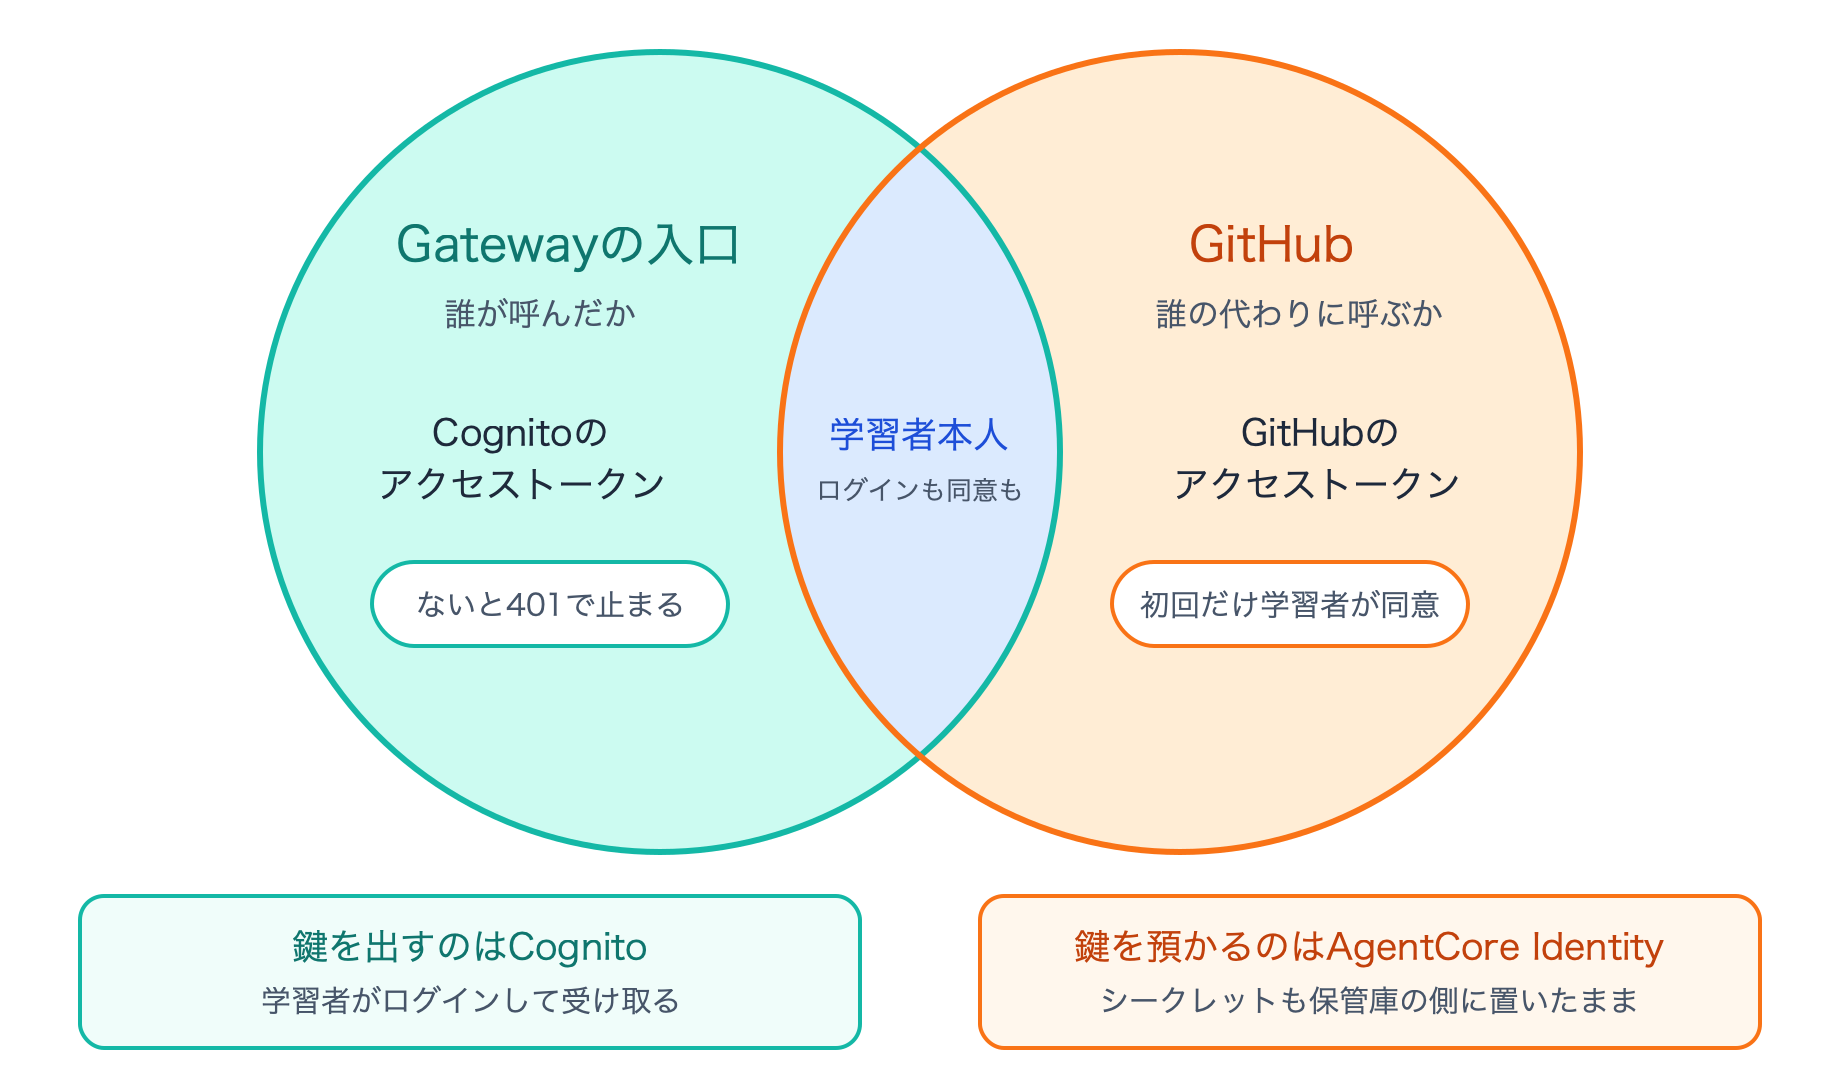 Gatewayの入口
誰が呼んだか
Cognitoの
アクセストークン
ないと401で止まる
学習者本人
ログインも同意も
GitHub
誰の代わりに呼ぶか
GitHubの
アクセストークン
初回だけ学習者が同意
鍵を出すのはCognito
学習者がログインして受け取る
鍵を預かるのはAgentCore Identity
シークレットも保管庫の側に置いたまま